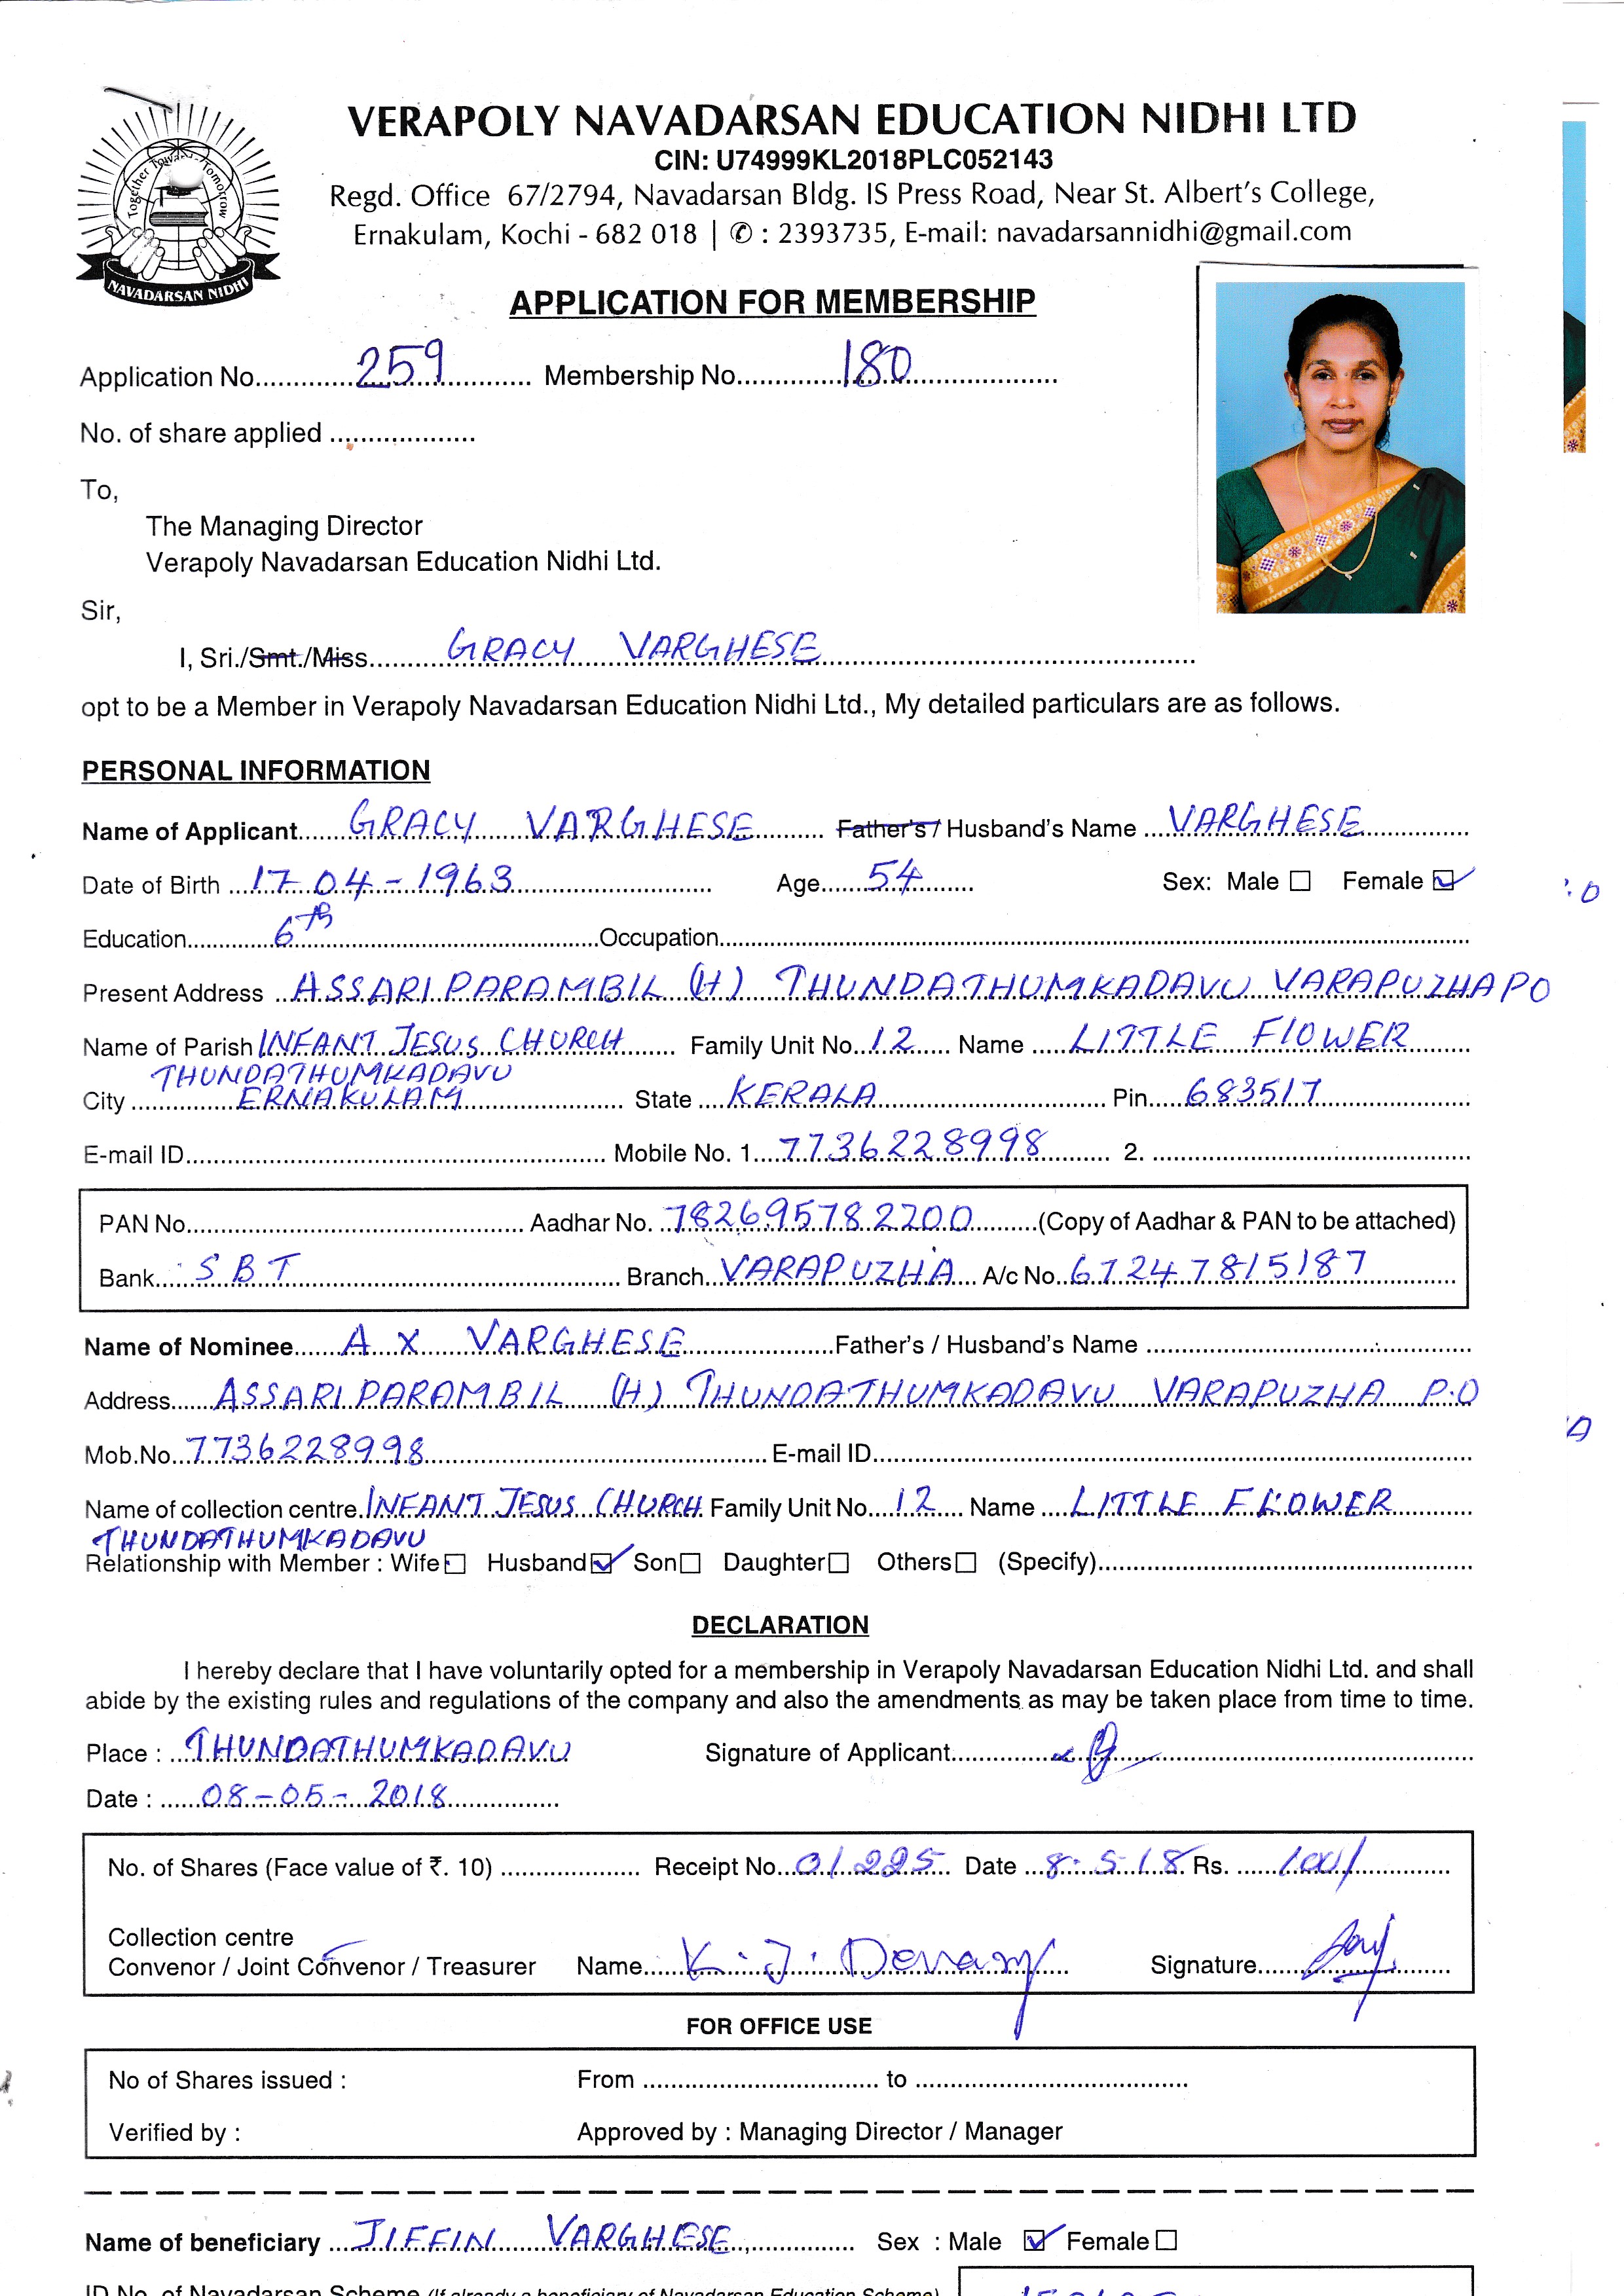 VERAPOLY NAVADARSAN EDUCATION NIDHI LTD
CIN: U74999KL2018PLC052143
Regd. Office 67/2794, Navadarsan Bldg. IS Press Road, Near St. Albert's College,
Ernakulam, Kochi - 682 018 | ✆ : 2393735, E-mail: navadarsannidhi@gmail.com
Together Towards Tomorrow
NAVADARSAN NIDHI
APPLICATION FOR MEMBERSHIP
Application No. 259 Membership No. 180
No. of share applied
To,
The Managing Director
Verapoly Navadarsan Education Nidhi Ltd.
Sir,
I, Sri./Smt./Miss GRACY VARGHESE
opt to be a Member in Verapoly Navadarsan Education Nidhi Ltd., My detailed particulars are as follows.
PERSONAL INFORMATION
Name of Applicant GRACY VARGHESE Father's / Husband's Name VARGHESE
Date of Birth 17 04 - 1963 Age 54 Sex: Male ☐ Female ☑
Education 6th Occupation
Present Address ASSARIPARAMBIL (H) THUNDATHUMKADAVU VARAPUZHA PO
Name of Parish INFANT JESUS CHURCH Family Unit No. 12 Name LITTLE FlOWER
THUNDATHUMKADAVU
City ERNAKULAM State KERALA Pin 683517
E-mail ID Mobile No. 1. 7736228998 2.
PAN No. Aadhar No. 782695782200 (Copy of Aadhar & PAN to be attached)
Bank SBT Branch VARAPUZHA A/c No. 67247815187
Name of Nominee A X VARGHESE Father's / Husband's Name
Address ASSARIPARAMBIL (H) THUNDATHUMKADAVU VARAPUZHA P.O
Mob.No. 7736228998 E-mail ID
Name of collection centre INFANT JESUS CHURCH Family Unit No. 12 Name LITTLE FLOWER
THUNDATHUMKADAVU
Relationship with Member : Wife ☐ Husband ☑ Son ☐ Daughter ☐ Others ☐ (Specify)
DECLARATION
I hereby declare that I have voluntarily opted for a membership in Verapoly Navadarsan Education Nidhi Ltd. and shall
abide by the existing rules and regulations of the company and also the amendments as may be taken place from time to time.
Place : THUNDATHUMKADAVU Signature of Applicant
Date : 08-05-2018
No. of Shares (Face value of ₹. 10) Receipt No. 01225 Date 8.5.18 Rs. 100/
Collection centre
Convenor / Joint Convenor / Treasurer Name K.J. Signature
FOR OFFICE USE
No of Shares issued : From to
Verified by : Approved by : Managing Director / Manager
Name of beneficiary JIFFIN VARGHESE Sex : Male ☑ Female ☐
ID No. of Navadarsan Scheme (If already a beneficiary of Navadarsan Education Scheme)